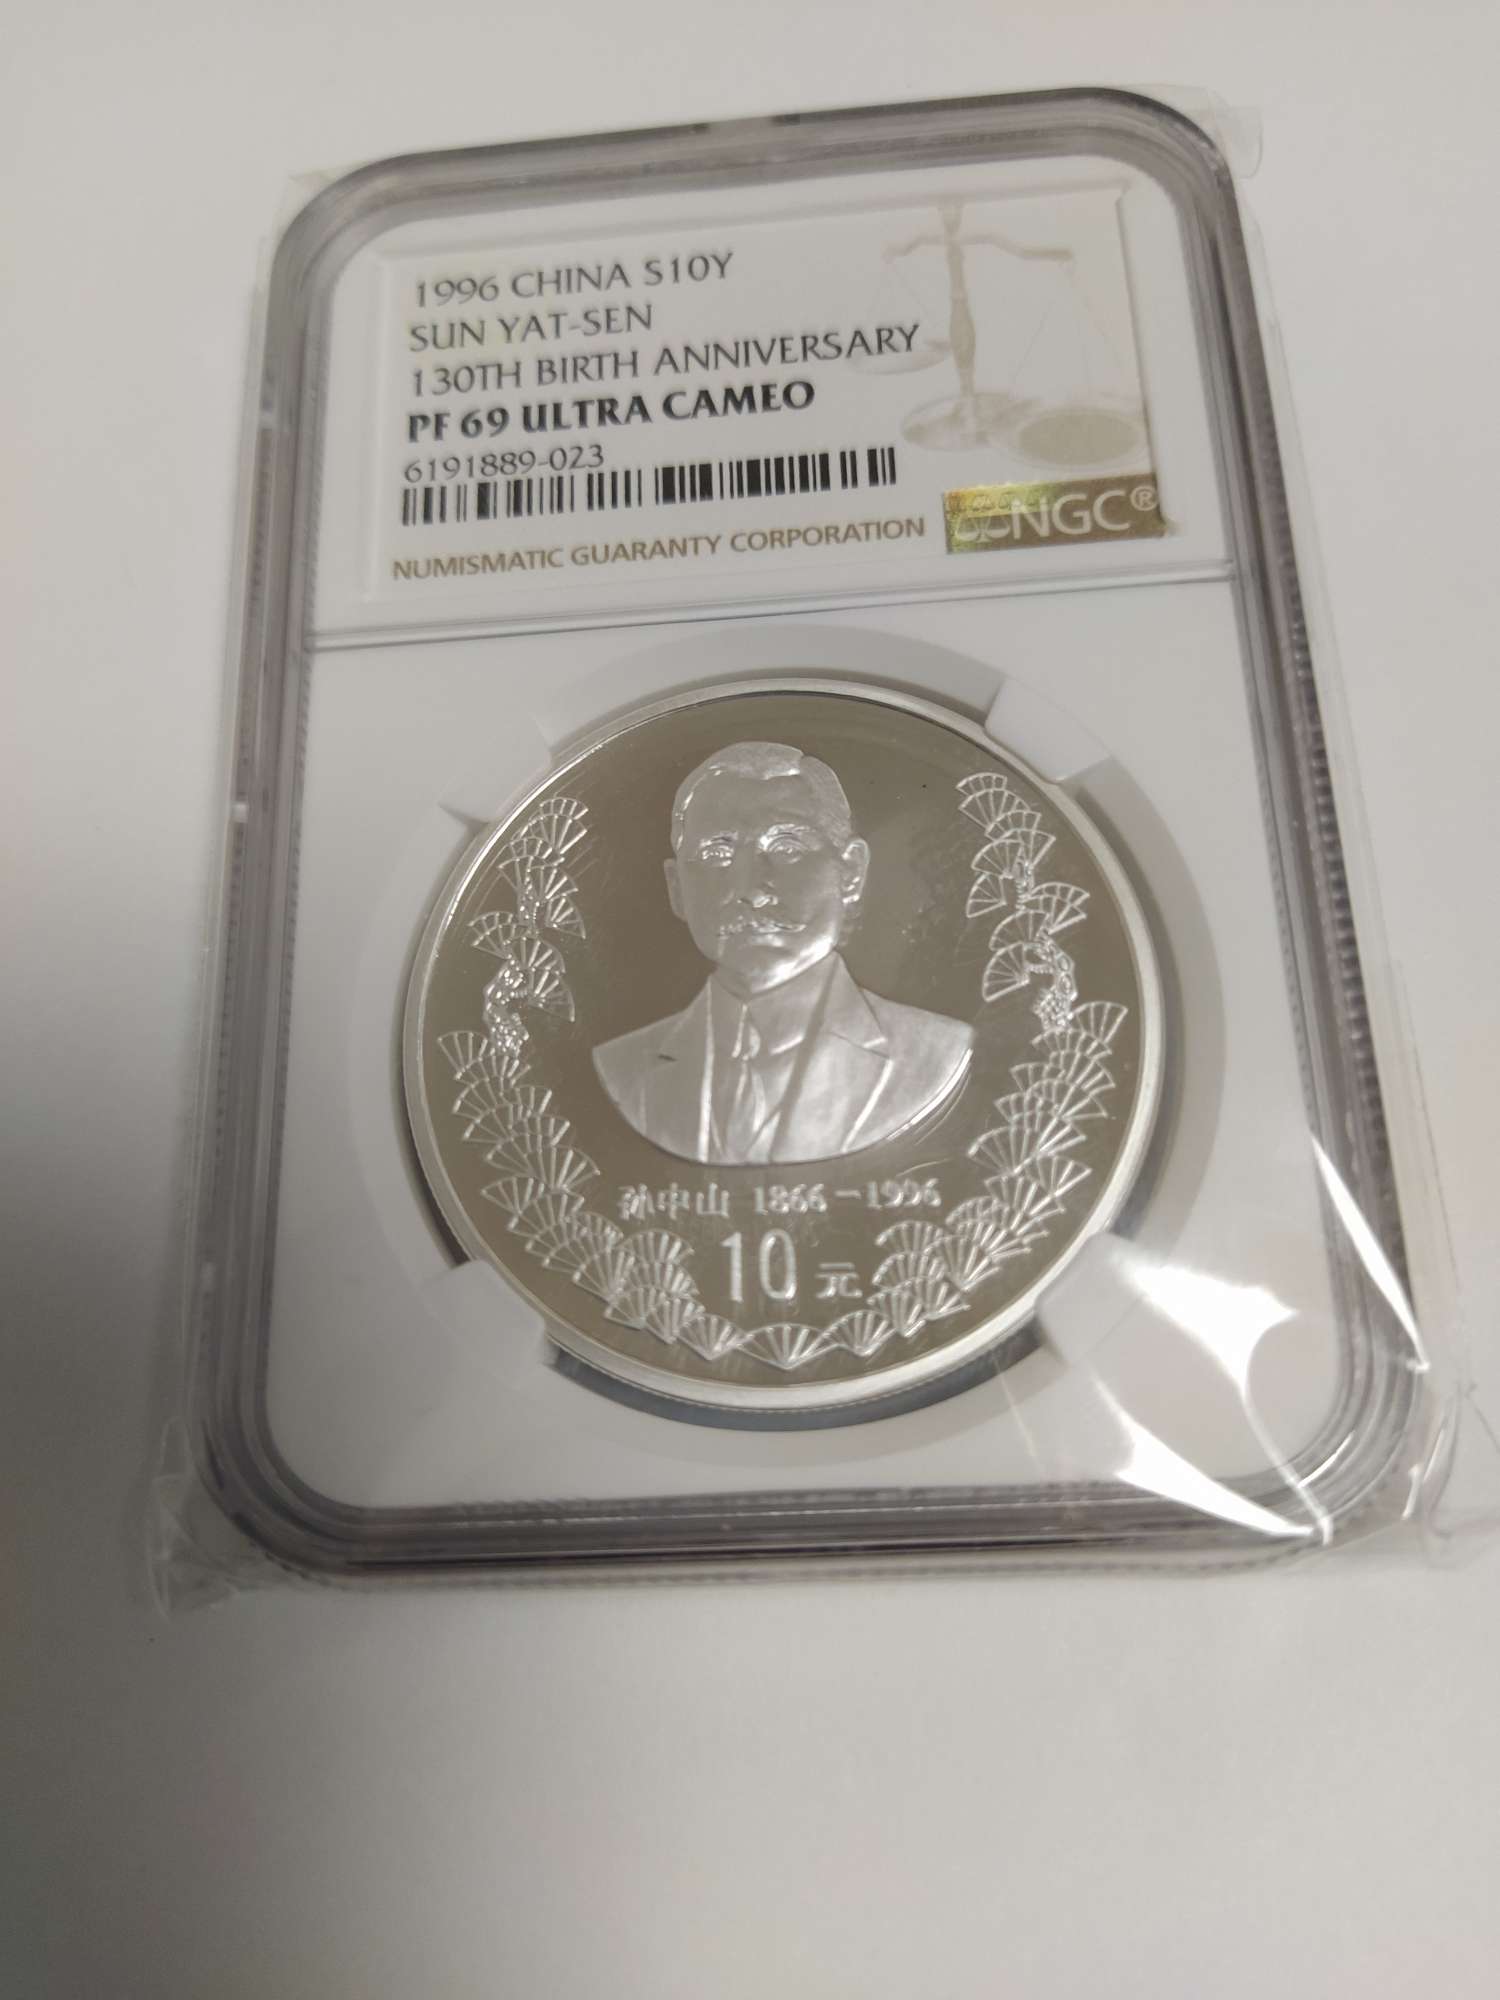 1996 CHINA S10Y
SUN YAT-SEN
130TH BIRTH ANNIVERSARY
PF 69 ULTRA CAMEO
6191889-023
NUMISMATIC GUARANTY CORPORATION
NGC®
孙中山 1866-1996
10元